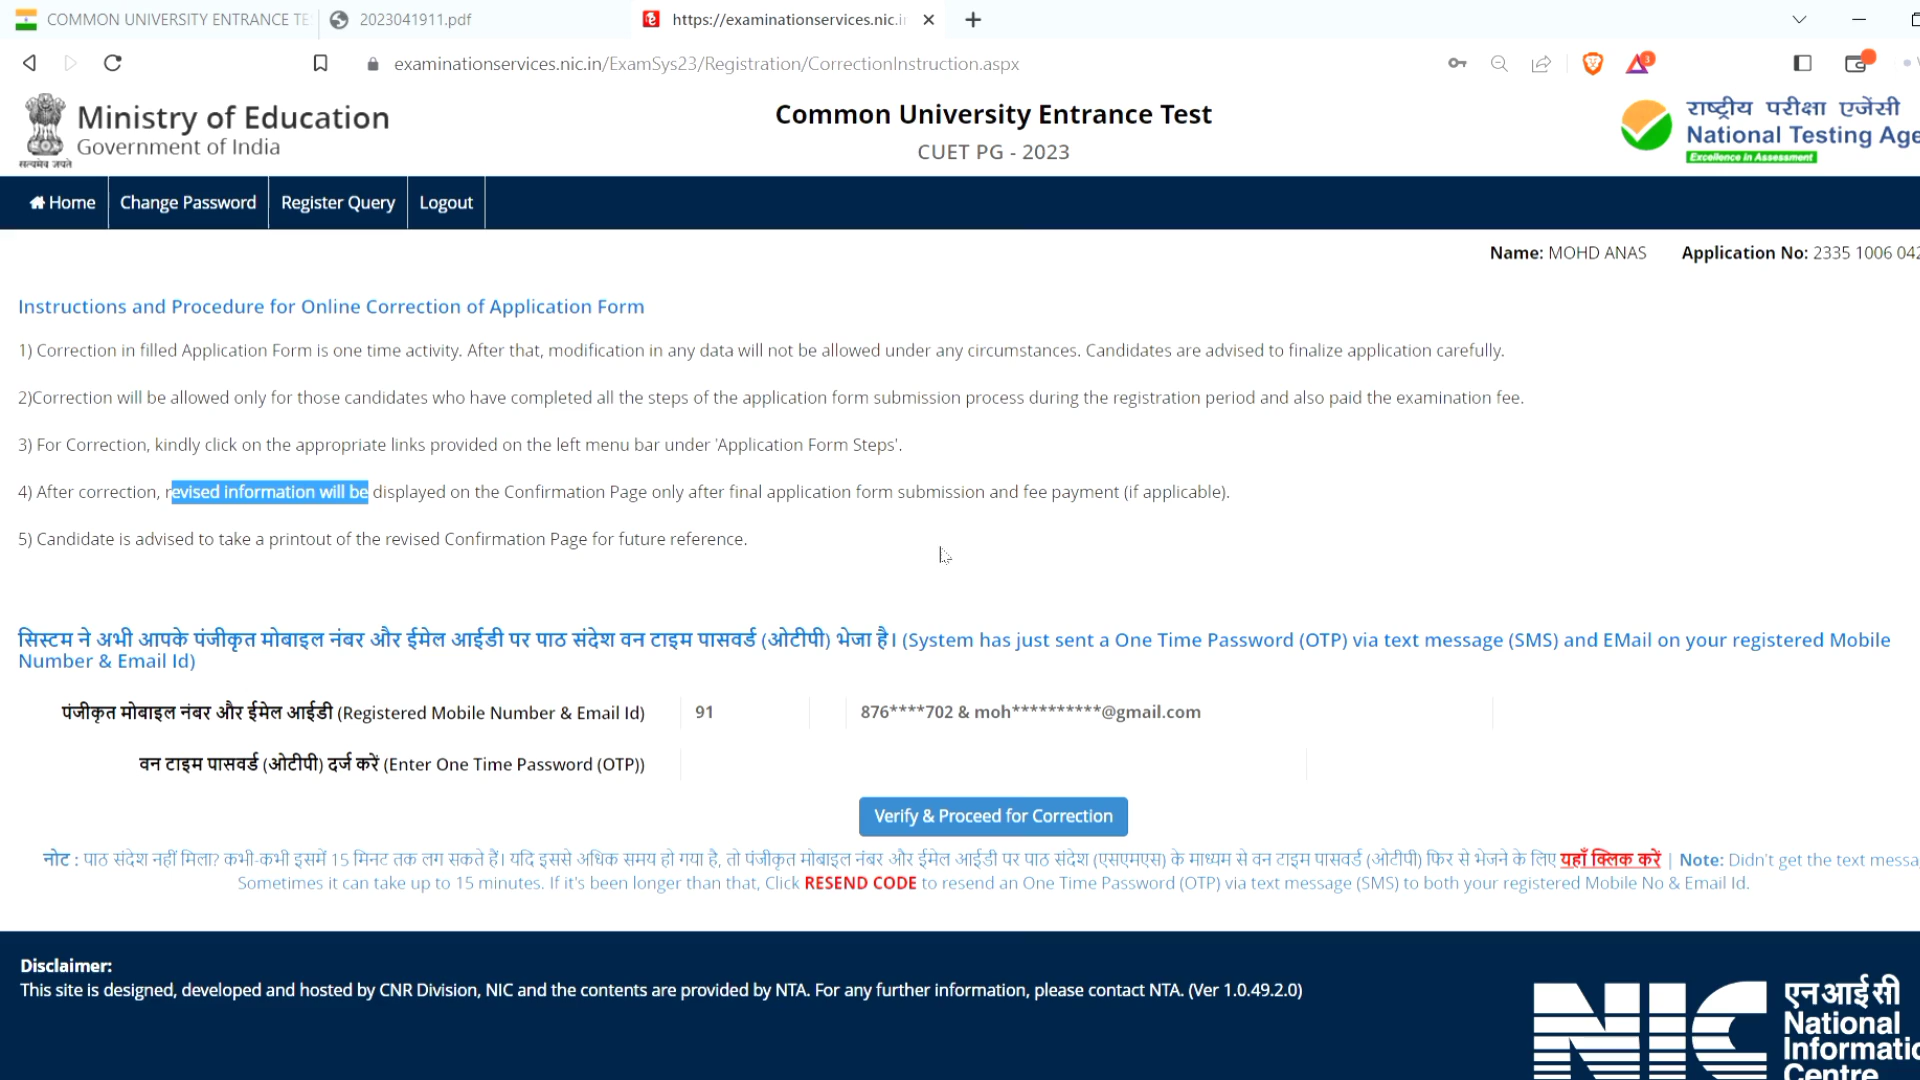 COMMON UNIVERSITY ENTRANCE TE
2023041911.pdf
https://examinationservices.nic.i
examinationservices.nic.in/ExamSys23/Registration/CorrectionInstruction.aspx
3
सत्यमेव जयते
Ministry of Education
Government of India
Common University Entrance Test
CUET PG - 2023
राष्ट्रीय परीक्षा एजेंसी
National Testing Age
Excellence in Assessment
Home
Change Password
Register Query
Logout
Name: MOHD ANAS
Application No: 2335 1006 042
Instructions and Procedure for Online Correction of Application Form
1) Correction in filled Application Form is one time activity. After that, modification in any data will not be allowed under any circumstances. Candidates are advised to finalize application carefully.
2)Correction will be allowed only for those candidates who have completed all the steps of the application form submission process during the registration period and also paid the examination fee.
3) For Correction, kindly click on the appropriate links provided on the left menu bar under 'Application Form Steps'.
4) After correction, revised information will be displayed on the Confirmation Page only after final application form submission and fee payment (if applicable).
5) Candidate is advised to take a printout of the revised Confirmation Page for future reference.
सिस्टम ने अभी आपके पंजीकृत मोबाइल नंबर और ईमेल आईडी पर पाठ संदेश वन टाइम पासवर्ड (ओटीपी) भेजा है। (System has just sent a One Time Password (OTP) via text message (SMS) and EMail on your registered Mobile
Number & Email Id)
पंजीकृत मोबाइल नंबर और ईमेल आईडी (Registered Mobile Number & Email Id)
91
876****702 & moh**********@gmail.com
वन टाइम पासवर्ड (ओटीपी) दर्ज करें (Enter One Time Password (OTP))
Verify & Proceed for Correction
नोट : पाठ संदेश नहीं मिला? कभी-कभी इसमें 15 मिनट तक लग सकते हैं। यदि इससे अधिक समय हो गया है, तो पंजीकृत मोबाइल नंबर और ईमेल आईडी पर पाठ संदेश (एसएमएस) के माध्यम से वन टाइम पासवर्ड (ओटीपी) फिर से भेजने के लिए यहाँ क्लिक करें | Note: Didn't get the text messa
Sometimes it can take up to 15 minutes. If it's been longer than that, Click RESEND CODE to resend an One Time Password (OTP) via text message (SMS) to both your registered Mobile No & Email Id.
Disclaimer:
This site is designed, developed and hosted by CNR Division, NIC and the contents are provided by NTA. For any further information, please contact NTA. (Ver 1.0.49.2.0)
NIC
एन आई सी
National
Informatic
Centre